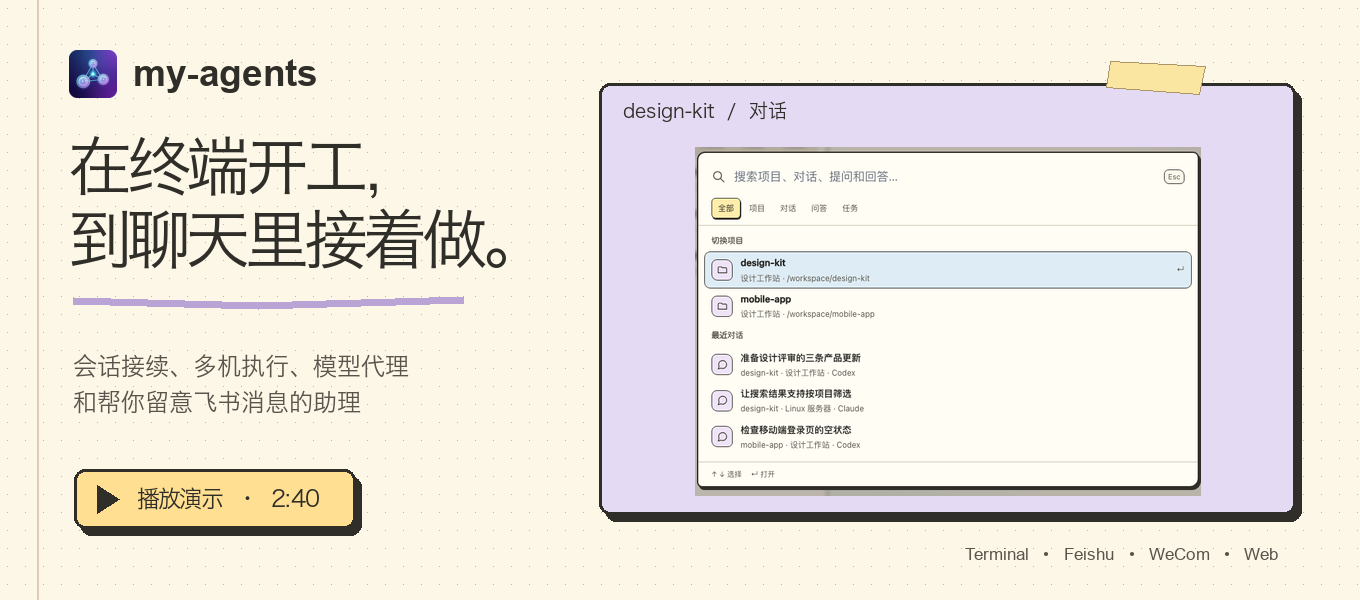 my-agents
在终端开工,
到聊天里接着做。
会话接续、多机执行、模型代理
和帮你留意飞书消息的助理
播放演示 · 2:40
design-kit / 对话
搜索项目、对话、提问和回答...
Esc
全部 项目 对话 问答 任务
切换项目
design-kit
设计工作站 · /workspace/design-kit
↵
mobile-app
设计工作站 · /workspace/mobile-app
最近对话
准备设计评审的三条产品更新
design-kit · 设计工作站 · Codex
让搜索结果支持按项目筛选
design-kit · Linux 服务器 · Claude
检查移动端登录页的空状态
mobile-app · 设计工作站 · Codex
↑ ↓ 选择 ↵ 打开
Terminal • Feishu • WeCom • Web